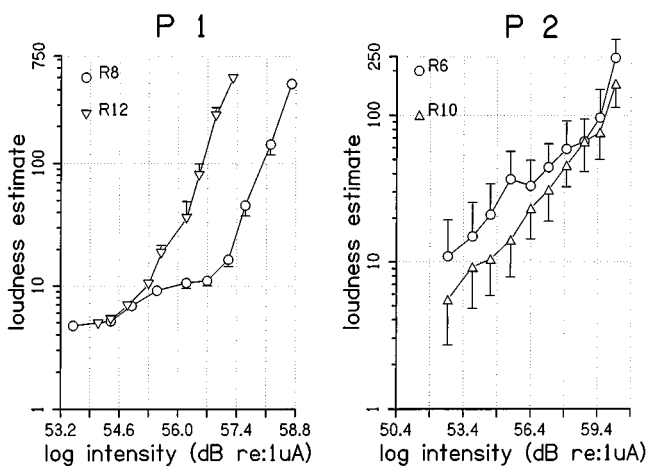 P 1
750
100
10
1
loudness estimate
R8
R12
53.2 54.6 56.0 57.4 58.8
log intensity (dB re:1uA)
P 2
250
100
10
1
loudness estimate
R6
R10
50.4 53.4 56.4 59.4
log intensity (dB re:1uA)